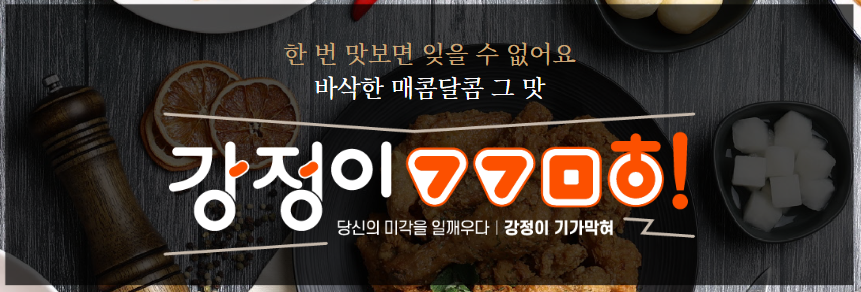 한 번 맛보면 잊을 수 없어요
바삭한 매콤달콤 그 맛
강정이 ㄱㄱㅁㅎ!
당신의 미각을 일깨우다 | 강정이 기가막혀